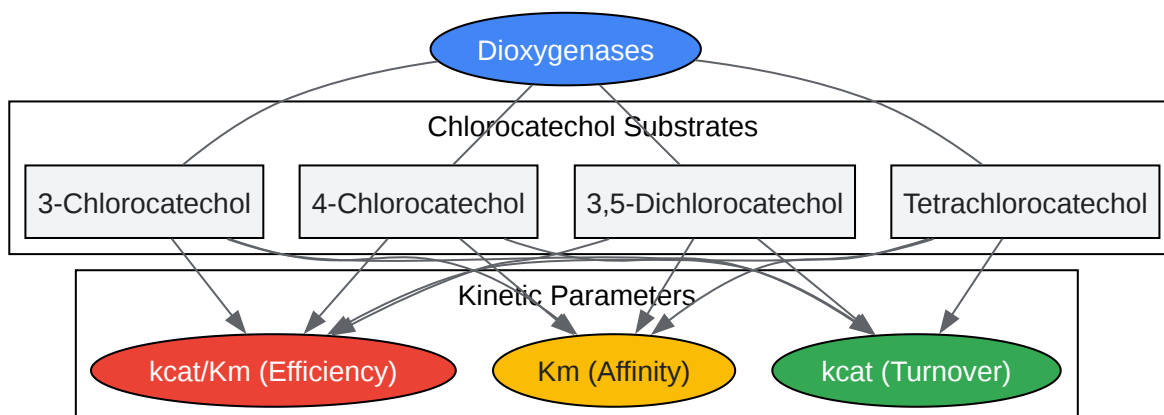 Dioxygenases
Chlorocatechol Substrates
3-Chlorocatechol
4-Chlorocatechol
3,5-Dichlorocatechol
Tetrachlorocatechol
Kinetic Parameters
kcat/Km (Efficiency)
Km (Affinity)
kcat (Turnover)